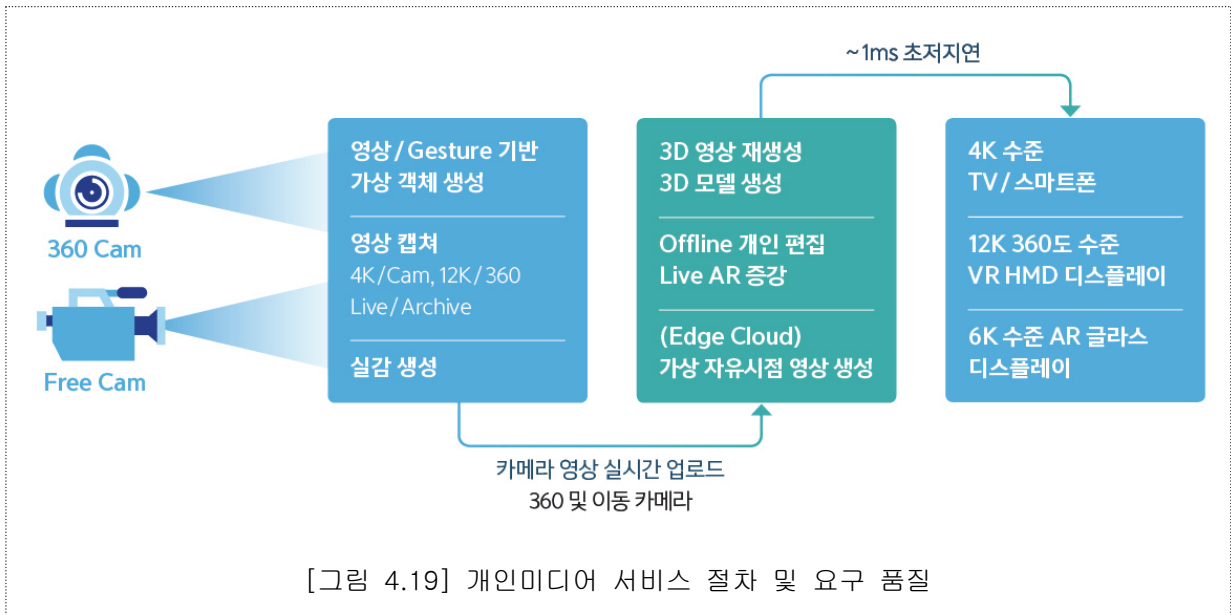 ~1ms 초저지연
360 Cam
Free Cam
영상 / Gesture 기반
가상 객체 생성
영상 캡쳐
4K/Cam, 12K/360
Live/Archive
실감 생성
3D 영상 재생성
3D 모델 생성
Offline 개인 편집
Live AR 증강
(Edge Cloud)
가상 자유시점 영상 생성
4K 수준
TV / 스마트폰
12K 360도 수준
VR HMD 디스플레이
6K 수준 AR 글라스
디스플레이
카메라 영상 실시간 업로드
360 및 이동 카메라
[그림 4.19] 개인미디어 서비스 절차 및 요구 품질